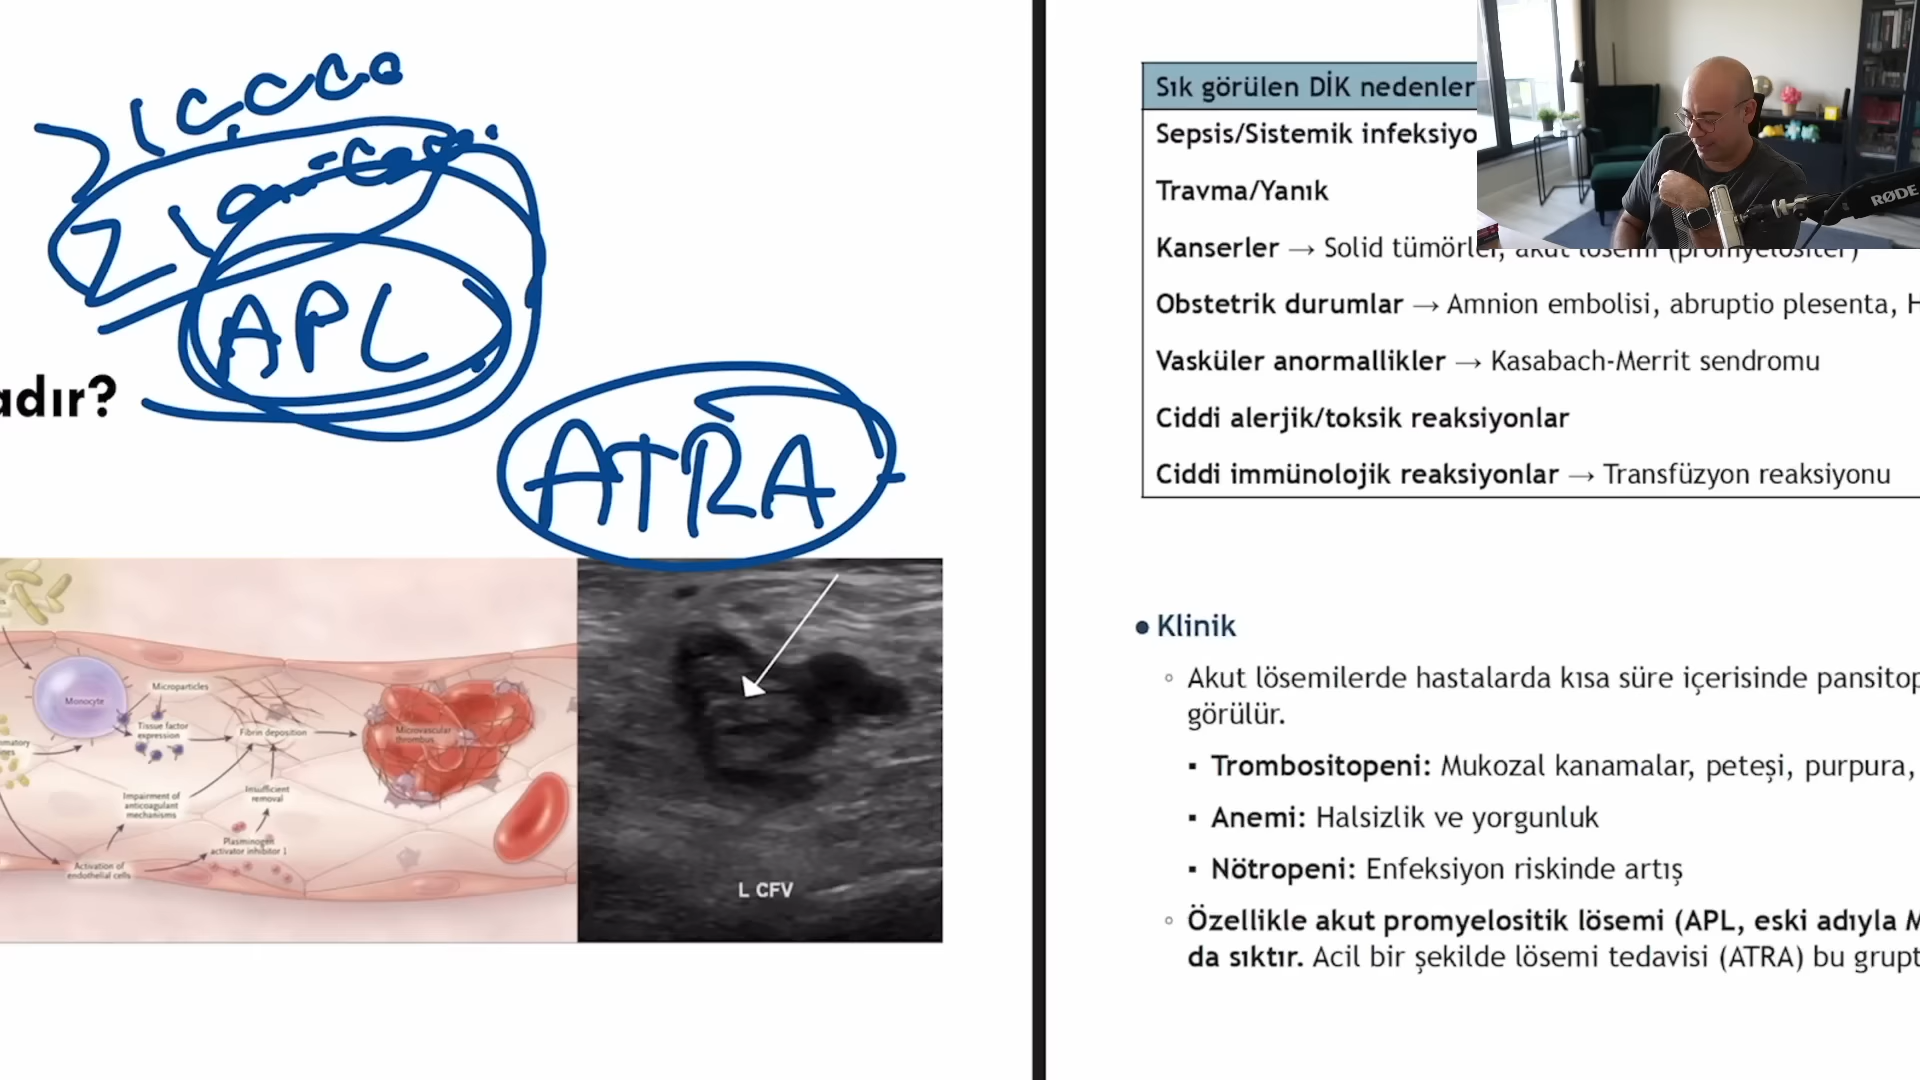 APL
adır?
ATRA
Monocyte
Microparticles
Tissue factor
expression
Fibrin deposition
Microvascular
thrombus
Impairment of
anticoagulant
mechanisms
Insufficient
removal
Plasminogen
activator inhibitor 1
Activation of
endothelial cells
L CFV
Sık görülen DİK nedenler
Sepsis/Sistemik infeksiyo
Travma/Yanık
Kanserler → Solid tümörler, akut lösemi (promyelositer)
Obstetrik durumlar → Amnion embolisi, abruptio plesenta, H
Vasküler anormallikler → Kasabach-Merrit sendromu
Ciddi alerjik/toksik reaksiyonlar
Ciddi immünolojik reaksiyonlar → Transfüzyon reaksiyonu
RØDE
• Klinik
◦ Akut lösemilerde hastalarda kısa süre içerisinde pansitop
görülür.
▪ Trombositopeni: Mukozal kanamalar, peteşi, purpura,
▪ Anemi: Halsizlik ve yorgunluk
▪ Nötropeni: Enfeksiyon riskinde artış
◦ Özellikle akut promyelositik lösemi (APL, eski adıyla M
da sıktır. Acil bir şekilde lösemi tedavisi (ATRA) bu grupt